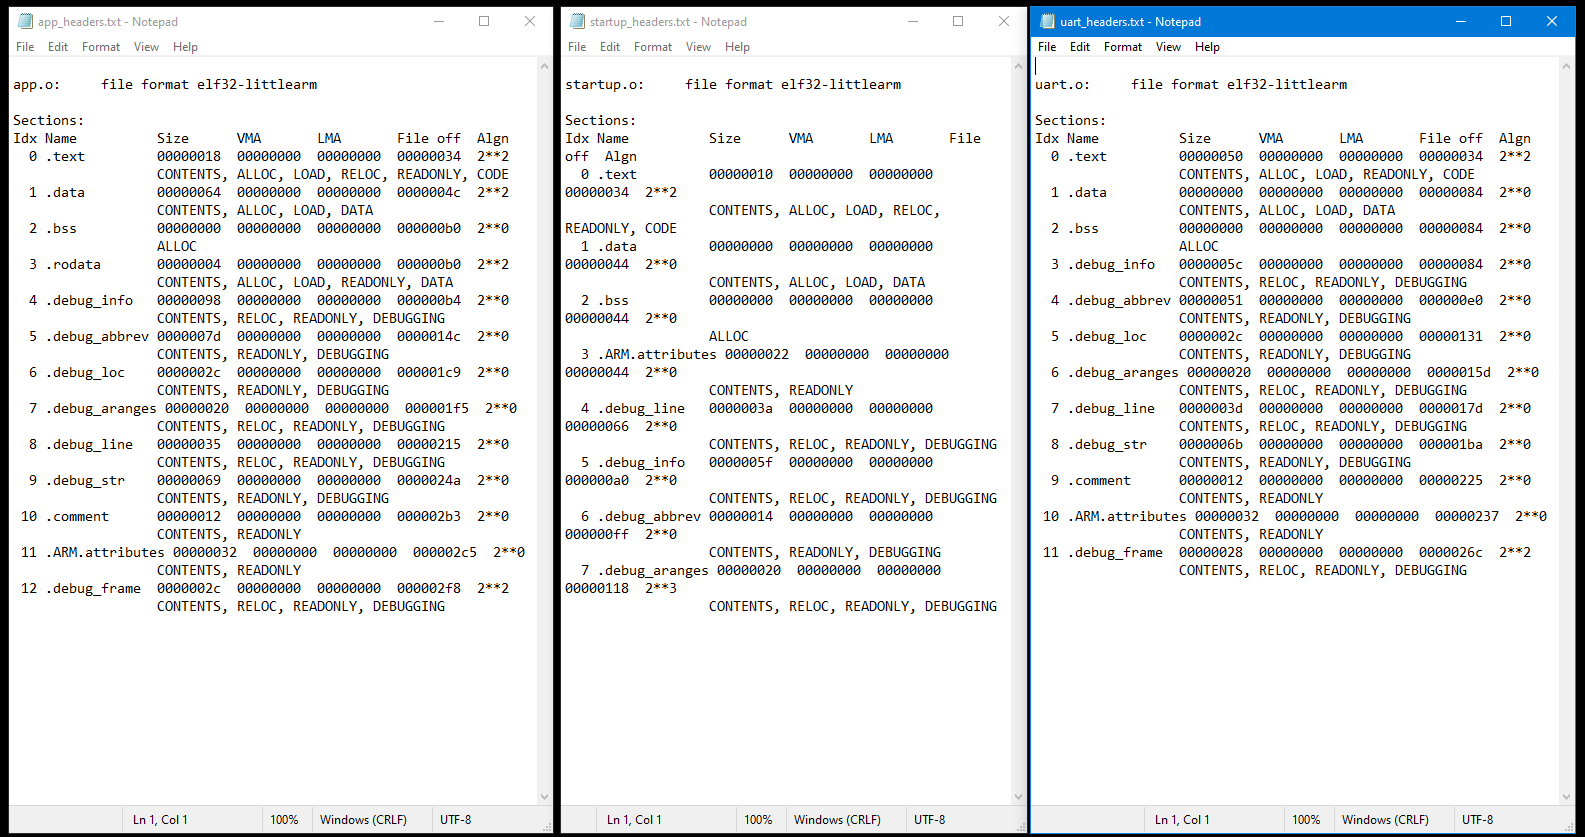 app_headers.txt - Notepad
File Edit Format View Help
app.o:     file format elf32-littlearm
Sections:
Idx Name          Size      VMA       LMA       File off  Algn
  0 .text         00000018  00000000  00000000  00000034  2**2
                  CONTENTS, ALLOC, LOAD, RELOC, READONLY, CODE
  1 .data         00000064  00000000  00000000  0000004c  2**2
                  CONTENTS, ALLOC, LOAD, DATA
  2 .bss          00000000  00000000  00000000  000000b0  2**0
                  ALLOC
  3 .rodata       00000004  00000000  00000000  000000b0  2**2
                  CONTENTS, ALLOC, LOAD, READONLY, DATA
  4 .debug_info   00000098  00000000  00000000  000000b4  2**0
                  CONTENTS, RELOC, READONLY, DEBUGGING
  5 .debug_abbrev 0000007d  00000000  00000000  0000014c  2**0
                  CONTENTS, READONLY, DEBUGGING
  6 .debug_loc    0000002c  00000000  00000000  000001c9  2**0
                  CONTENTS, READONLY, DEBUGGING
  7 .debug_aranges 00000020  00000000  00000000  000001f5  2**0
                  CONTENTS, RELOC, READONLY, DEBUGGING
  8 .debug_line   00000035  00000000  00000000  00000215  2**0
                  CONTENTS, RELOC, READONLY, DEBUGGING
  9 .debug_str    00000069  00000000  00000000  0000024a  2**0
                  CONTENTS, READONLY, DEBUGGING
 10 .comment      00000012  00000000  00000000  000002b3  2**0
                  CONTENTS, READONLY
 11 .ARM.attributes 00000032  00000000  00000000  000002c5  2**0
                  CONTENTS, READONLY
 12 .debug_frame  0000002c  00000000  00000000  000002f8  2**2
                  CONTENTS, RELOC, READONLY, DEBUGGING
Ln 1, Col 1 100% Windows (CRLF) UTF-8
startup_headers.txt - Notepad
File Edit Format View Help
startup.o:     file format elf32-littlearm
Sections:
Idx Name          Size      VMA       LMA       File
off  Algn
  0 .text         00000010  00000000  00000000
00000034  2**2
                  CONTENTS, ALLOC, LOAD, RELOC,
READONLY, CODE
  1 .data         00000000  00000000  00000000
00000044  2**0
                  CONTENTS, ALLOC, LOAD, DATA
  2 .bss          00000000  00000000  00000000
00000044  2**0
                  ALLOC
  3 .ARM.attributes 00000022  00000000  00000000
00000044  2**0
                  CONTENTS, READONLY
  4 .debug_line   0000003a  00000000  00000000
00000066  2**0
                  CONTENTS, RELOC, READONLY, DEBUGGING
  5 .debug_info   0000005f  00000000  00000000
000000a0  2**0
                  CONTENTS, RELOC, READONLY, DEBUGGING
  6 .debug_abbrev 00000014  00000000  00000000
000000ff  2**0
                  CONTENTS, READONLY, DEBUGGING
  7 .debug_aranges 00000020  00000000  00000000
00000118  2**3
                  CONTENTS, RELOC, READONLY, DEBUGGING
Ln 1, Col 1 100% Windows (CRLF) UTF-8
uart_headers.txt - Notepad
File Edit Format View Help
uart.o:     file format elf32-littlearm
Sections:
Idx Name          Size      VMA       LMA       File off  Algn
  0 .text         00000050  00000000  00000000  00000034  2**2
                  CONTENTS, ALLOC, LOAD, READONLY, CODE
  1 .data         00000000  00000000  00000000  00000084  2**0
                  CONTENTS, ALLOC, LOAD, DATA
  2 .bss          00000000  00000000  00000000  00000084  2**0
                  ALLOC
  3 .debug_info   0000005c  00000000  00000000  00000084  2**0
                  CONTENTS, RELOC, READONLY, DEBUGGING
  4 .debug_abbrev 00000051  00000000  00000000  000000e0  2**0
                  CONTENTS, READONLY, DEBUGGING
  5 .debug_loc    0000002c  00000000  00000000  00000131  2**0
                  CONTENTS, READONLY, DEBUGGING
  6 .debug_aranges 00000020  00000000  00000000  0000015d  2**0
                  CONTENTS, RELOC, READONLY, DEBUGGING
  7 .debug_line   0000003d  00000000  00000000  0000017d  2**0
                  CONTENTS, RELOC, READONLY, DEBUGGING
  8 .debug_str    0000006b  00000000  00000000  000001ba  2**0
                  CONTENTS, READONLY, DEBUGGING
  9 .comment      00000012  00000000  00000000  00000225  2**0
                  CONTENTS, READONLY
 10 .ARM.attributes 00000032  00000000  00000000  00000237  2**0
                  CONTENTS, READONLY
 11 .debug_frame  00000028  00000000  00000000  0000026c  2**2
                  CONTENTS, RELOC, READONLY, DEBUGGING
Ln 1, Col 1 100% Windows (CRLF) UTF-8